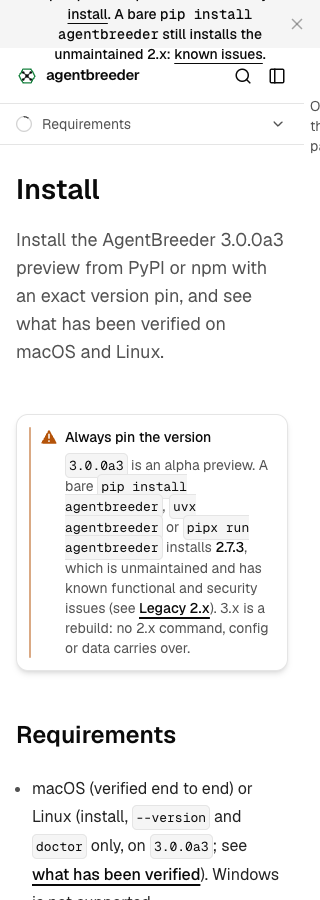 install. A bare pip install
agentbreeder still installs the
unmaintained 2.x: known issues.
agentbreeder
Requirements
Install
Install the AgentBreeder 3.0.0a3
preview from PyPI or npm with
an exact version pin, and see
what has been verified on
macOS and Linux.
Always pin the version
3.0.0a3 is an alpha preview. A
bare pip install
agentbreeder, uvx
agentbreeder or pipx run
agentbreeder installs 2.7.3,
which is unmaintained and has
known functional and security
issues (see Legacy 2.x). 3.x is a
rebuild: no 2.x command, config
or data carries over.
Requirements
• macOS (verified end to end) or
Linux (install, --version and
doctor only, on 3.0.0a3; see
what has been verified). Windows
is not supported